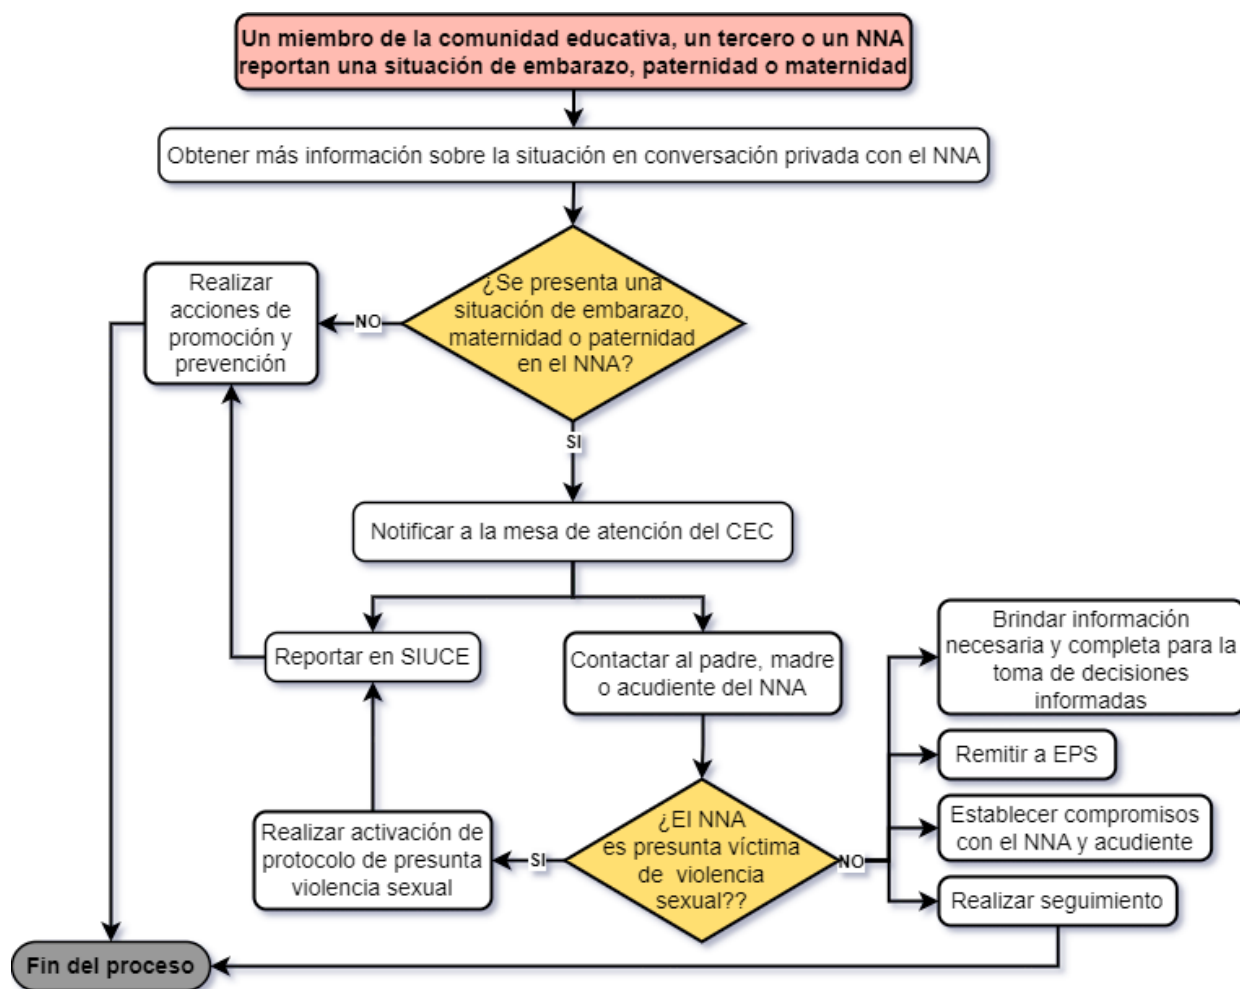 Un miembro de la comunidad educativa, un tercero o un NNA
reportan una situación de embarazo, paternidad o maternidad
Obtener más información sobre la situación en conversación privada con el NNA
¿Se presenta una
situación de embarazo,
maternidad o paternidad
en el NNA?
NO
Realizar
acciones de
promoción y
prevención
SI
Notificar a la mesa de atención del CEC
Reportar en SIUCE
Contactar al padre, madre
o acudiente del NNA
Brindar información
necesaria y completa para la
toma de decisiones
informadas
Remitir a EPS
Establecer compromisos
con el NNA y acudiente
Realizar seguimiento
¿El NNA
es presunta víctima
de violencia
sexual??
SI
NO
Realizar activación de
protocolo de presunta
violencia sexual
Fin del proceso